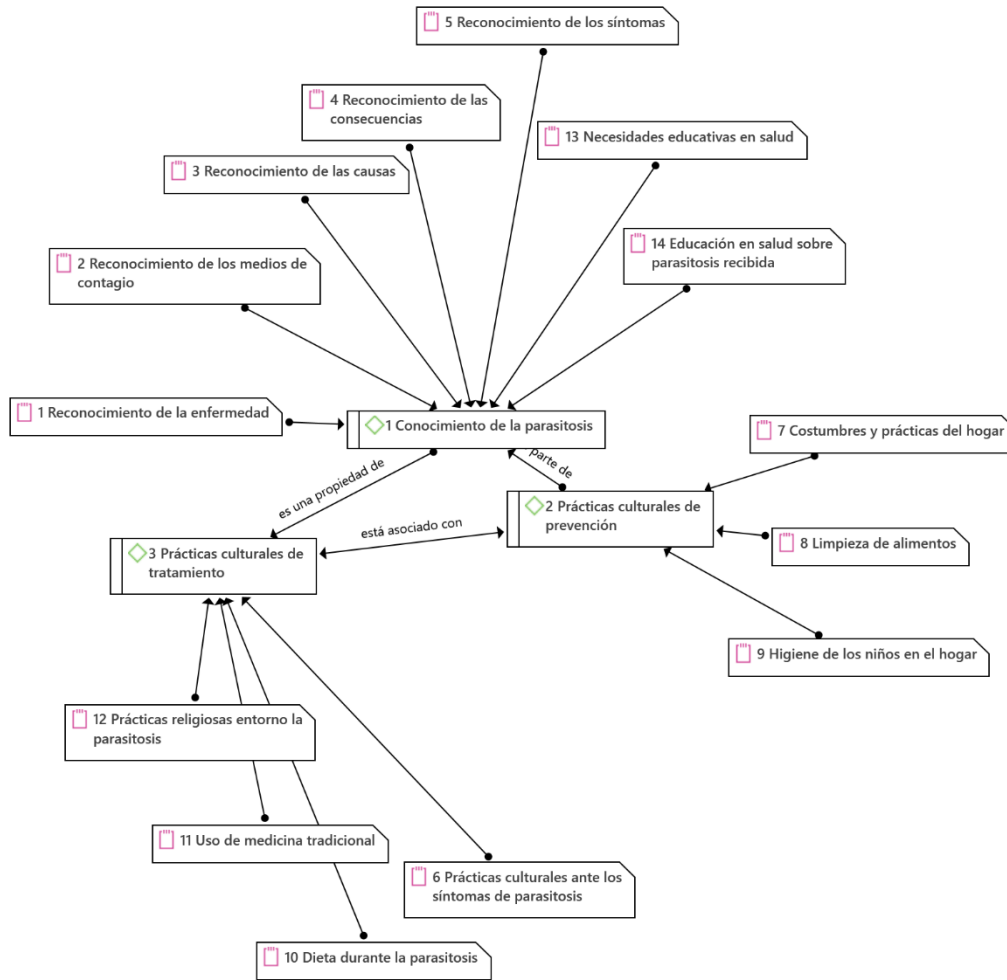 5 Reconocimiento de los síntomas
4 Reconocimiento de las
consecuencias
13 Necesidades educativas en salud
3 Reconocimiento de las causas
14 Educación en salud sobre
parasitosis recibida
2 Reconocimiento de los medios de
contagio
1 Reconocimiento de la enfermedad
1 Conocimiento de la parasitosis
7 Costumbres y prácticas del hogar
es una propiedad de
parte de
2 Prácticas culturales de
prevención
está asociado con
8 Limpieza de alimentos
3 Prácticas culturales de
tratamiento
9 Higiene de los niños en el hogar
12 Prácticas religiosas entorno la
parasitosis
11 Uso de medicina tradicional
6 Prácticas culturales ante los
síntomas de parasitosis
10 Dieta durante la parasitosis